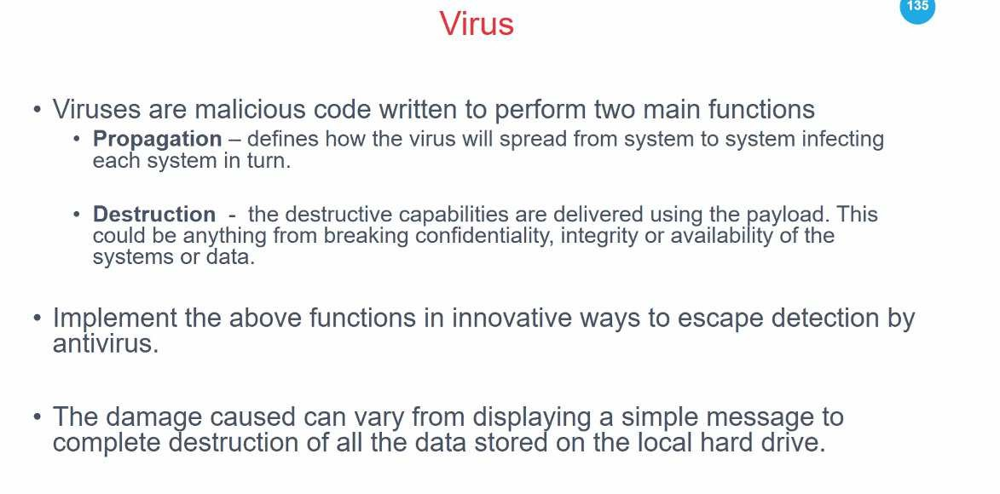 135
Virus
• Viruses are malicious code written to perform two main functions
• Propagation – defines how the virus will spread from system to system infecting
each system in turn.
• Destruction - the destructive capabilities are delivered using the payload. This
could be anything from breaking confidentiality, integrity or availability of the
systems or data.
• Implement the above functions in innovative ways to escape detection by
antivirus.
• The damage caused can vary from displaying a simple message to
complete destruction of all the data stored on the local hard drive.